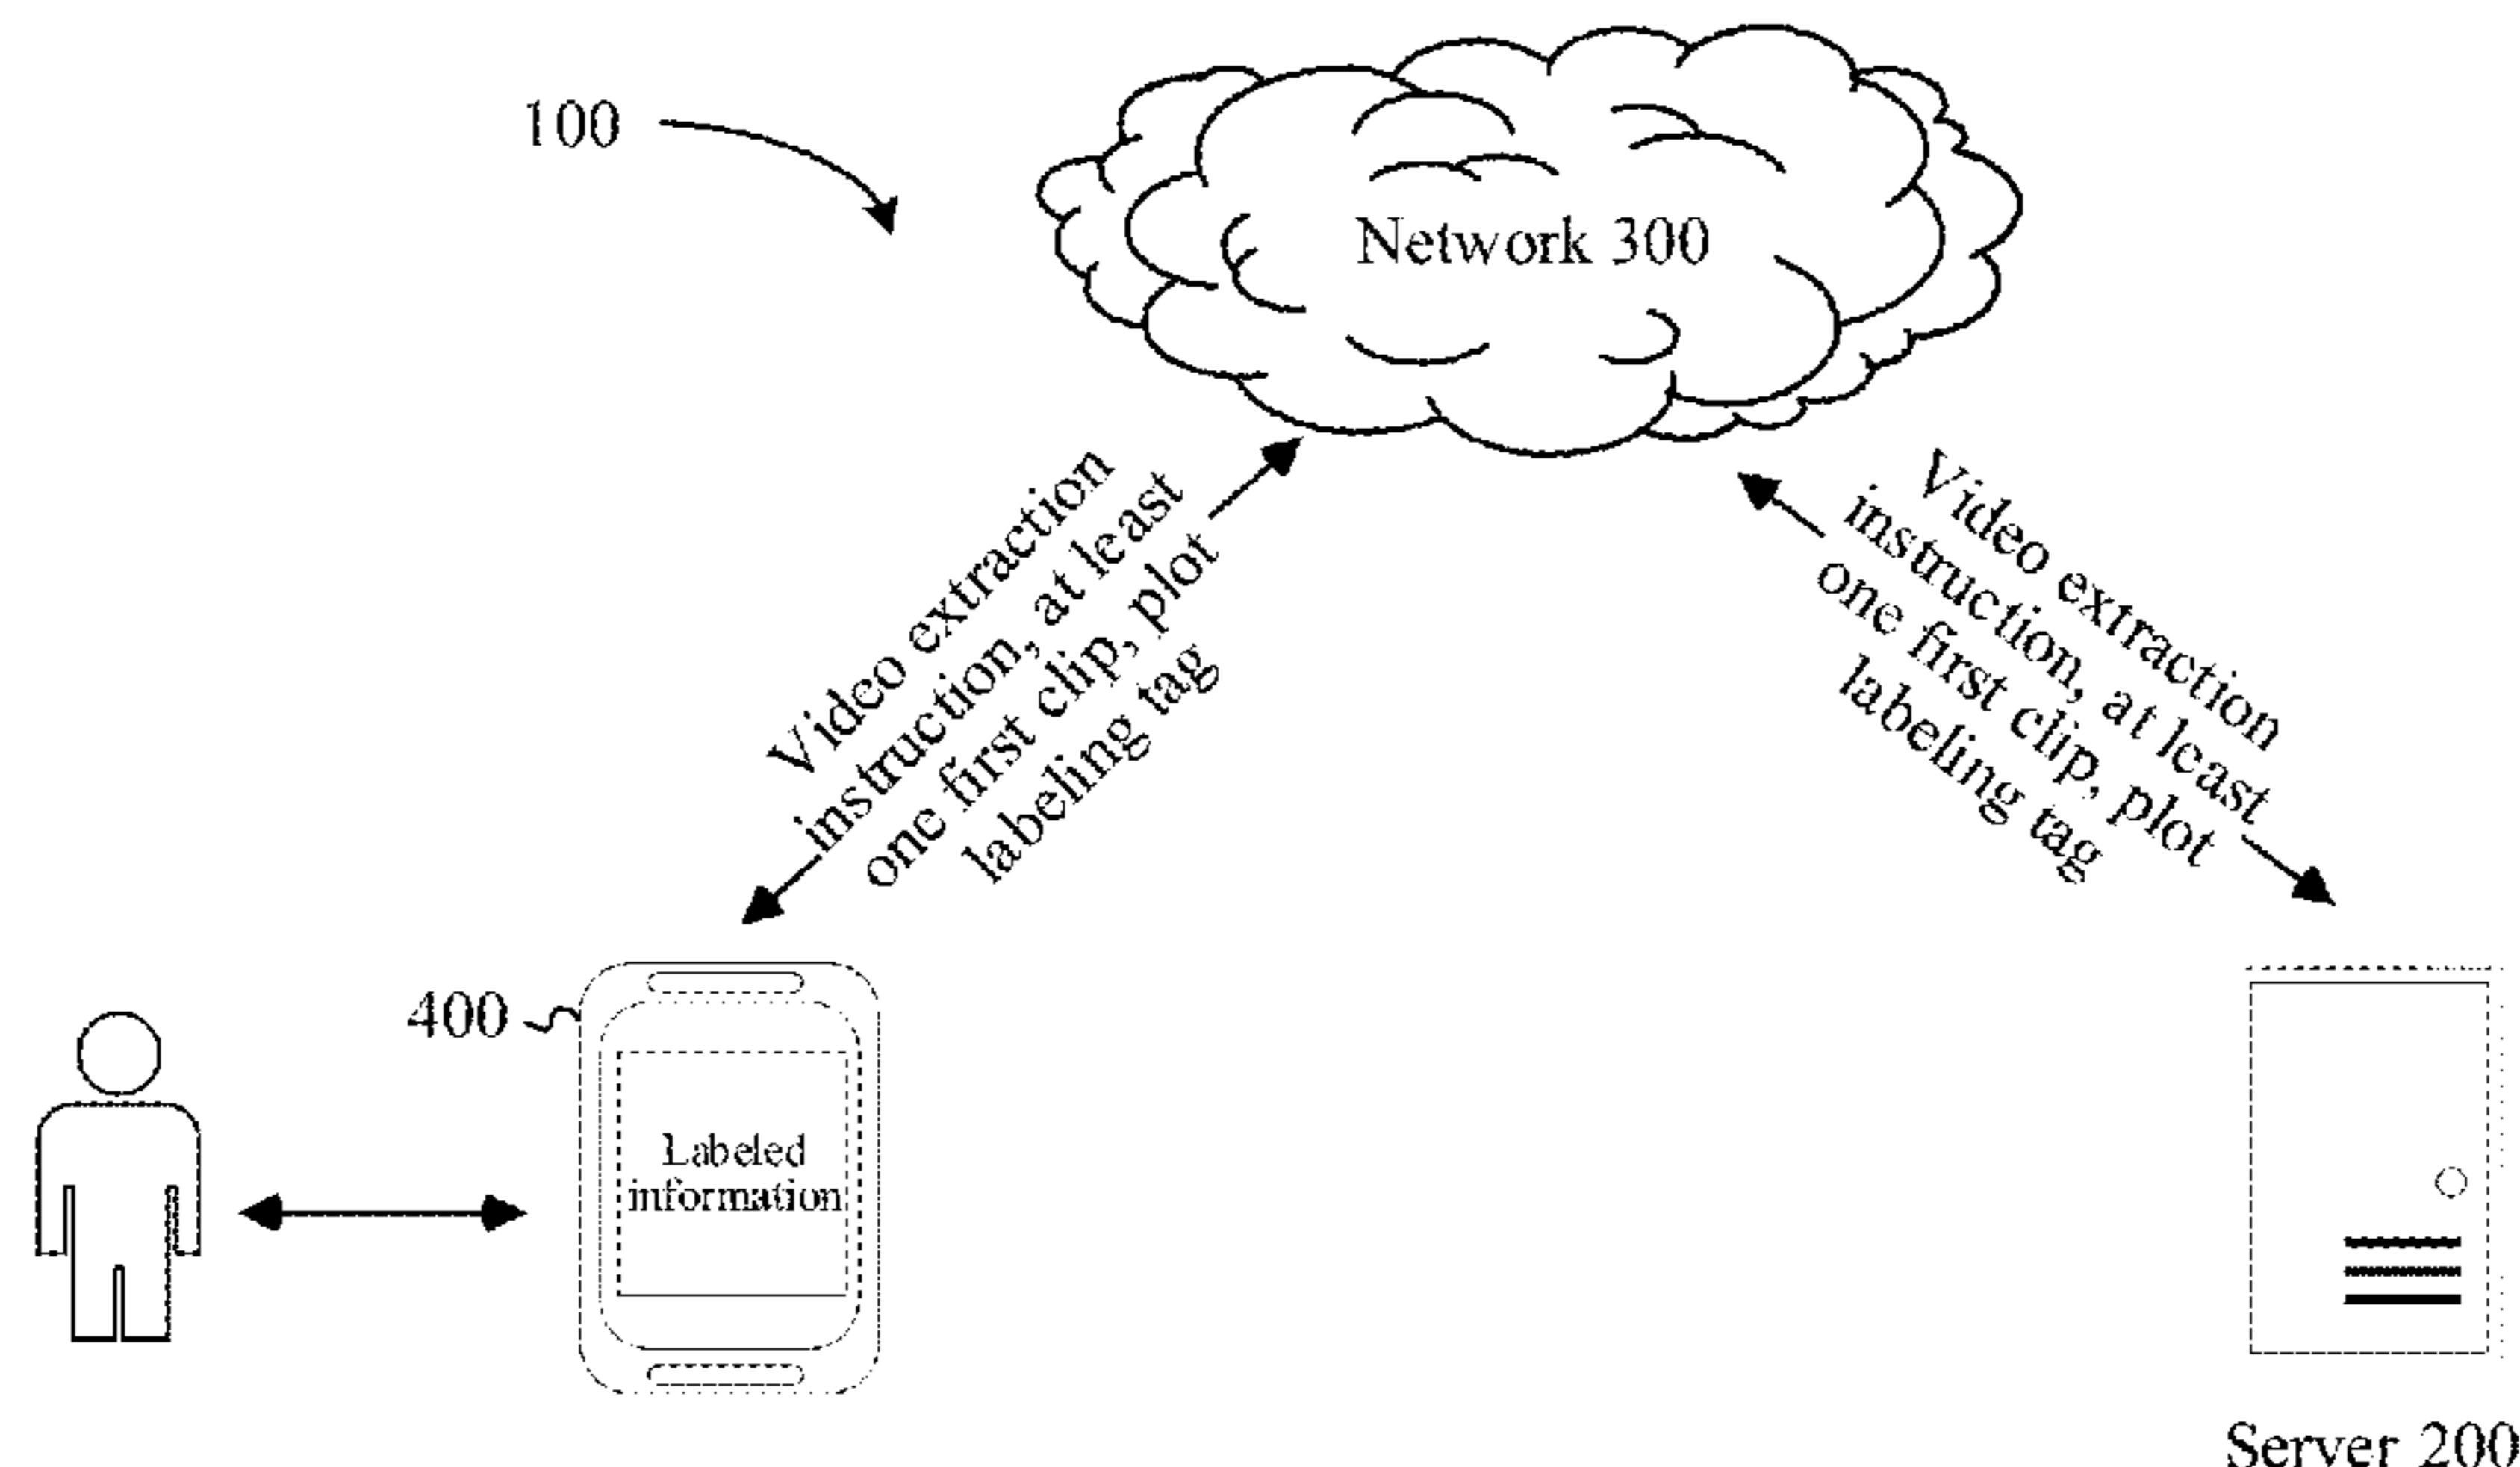 100
Network 300
Video extraction
instruction, at least
one first clip, plot
labeling tag
Video extraction
instruction, at least
one first clip, plot
labeling tag
400
Labeled
information
Server 200